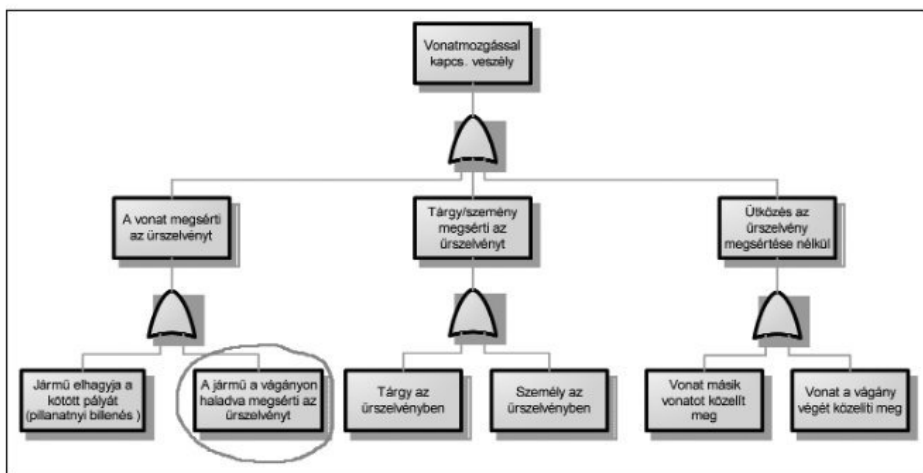 Vonatmozgással
kapcs. veszély
A vonat megsérti
az űrszelvényt
Tárgy/szemény
megsérti az
űrszelvényt
Ütközés az
űrszelvény
megsértése nélkül
Jármű elhagyja a
kötött pályát
(pillanatnyi billenés )
A jármű a vágányon
haladva megsérti az
űrszelvényt
Tárgy az
űrszelvényben
Személy az
űrszelvényben
Vonat másik
vonatot közelít
meg
Vonat a vágány
végét közelíti meg